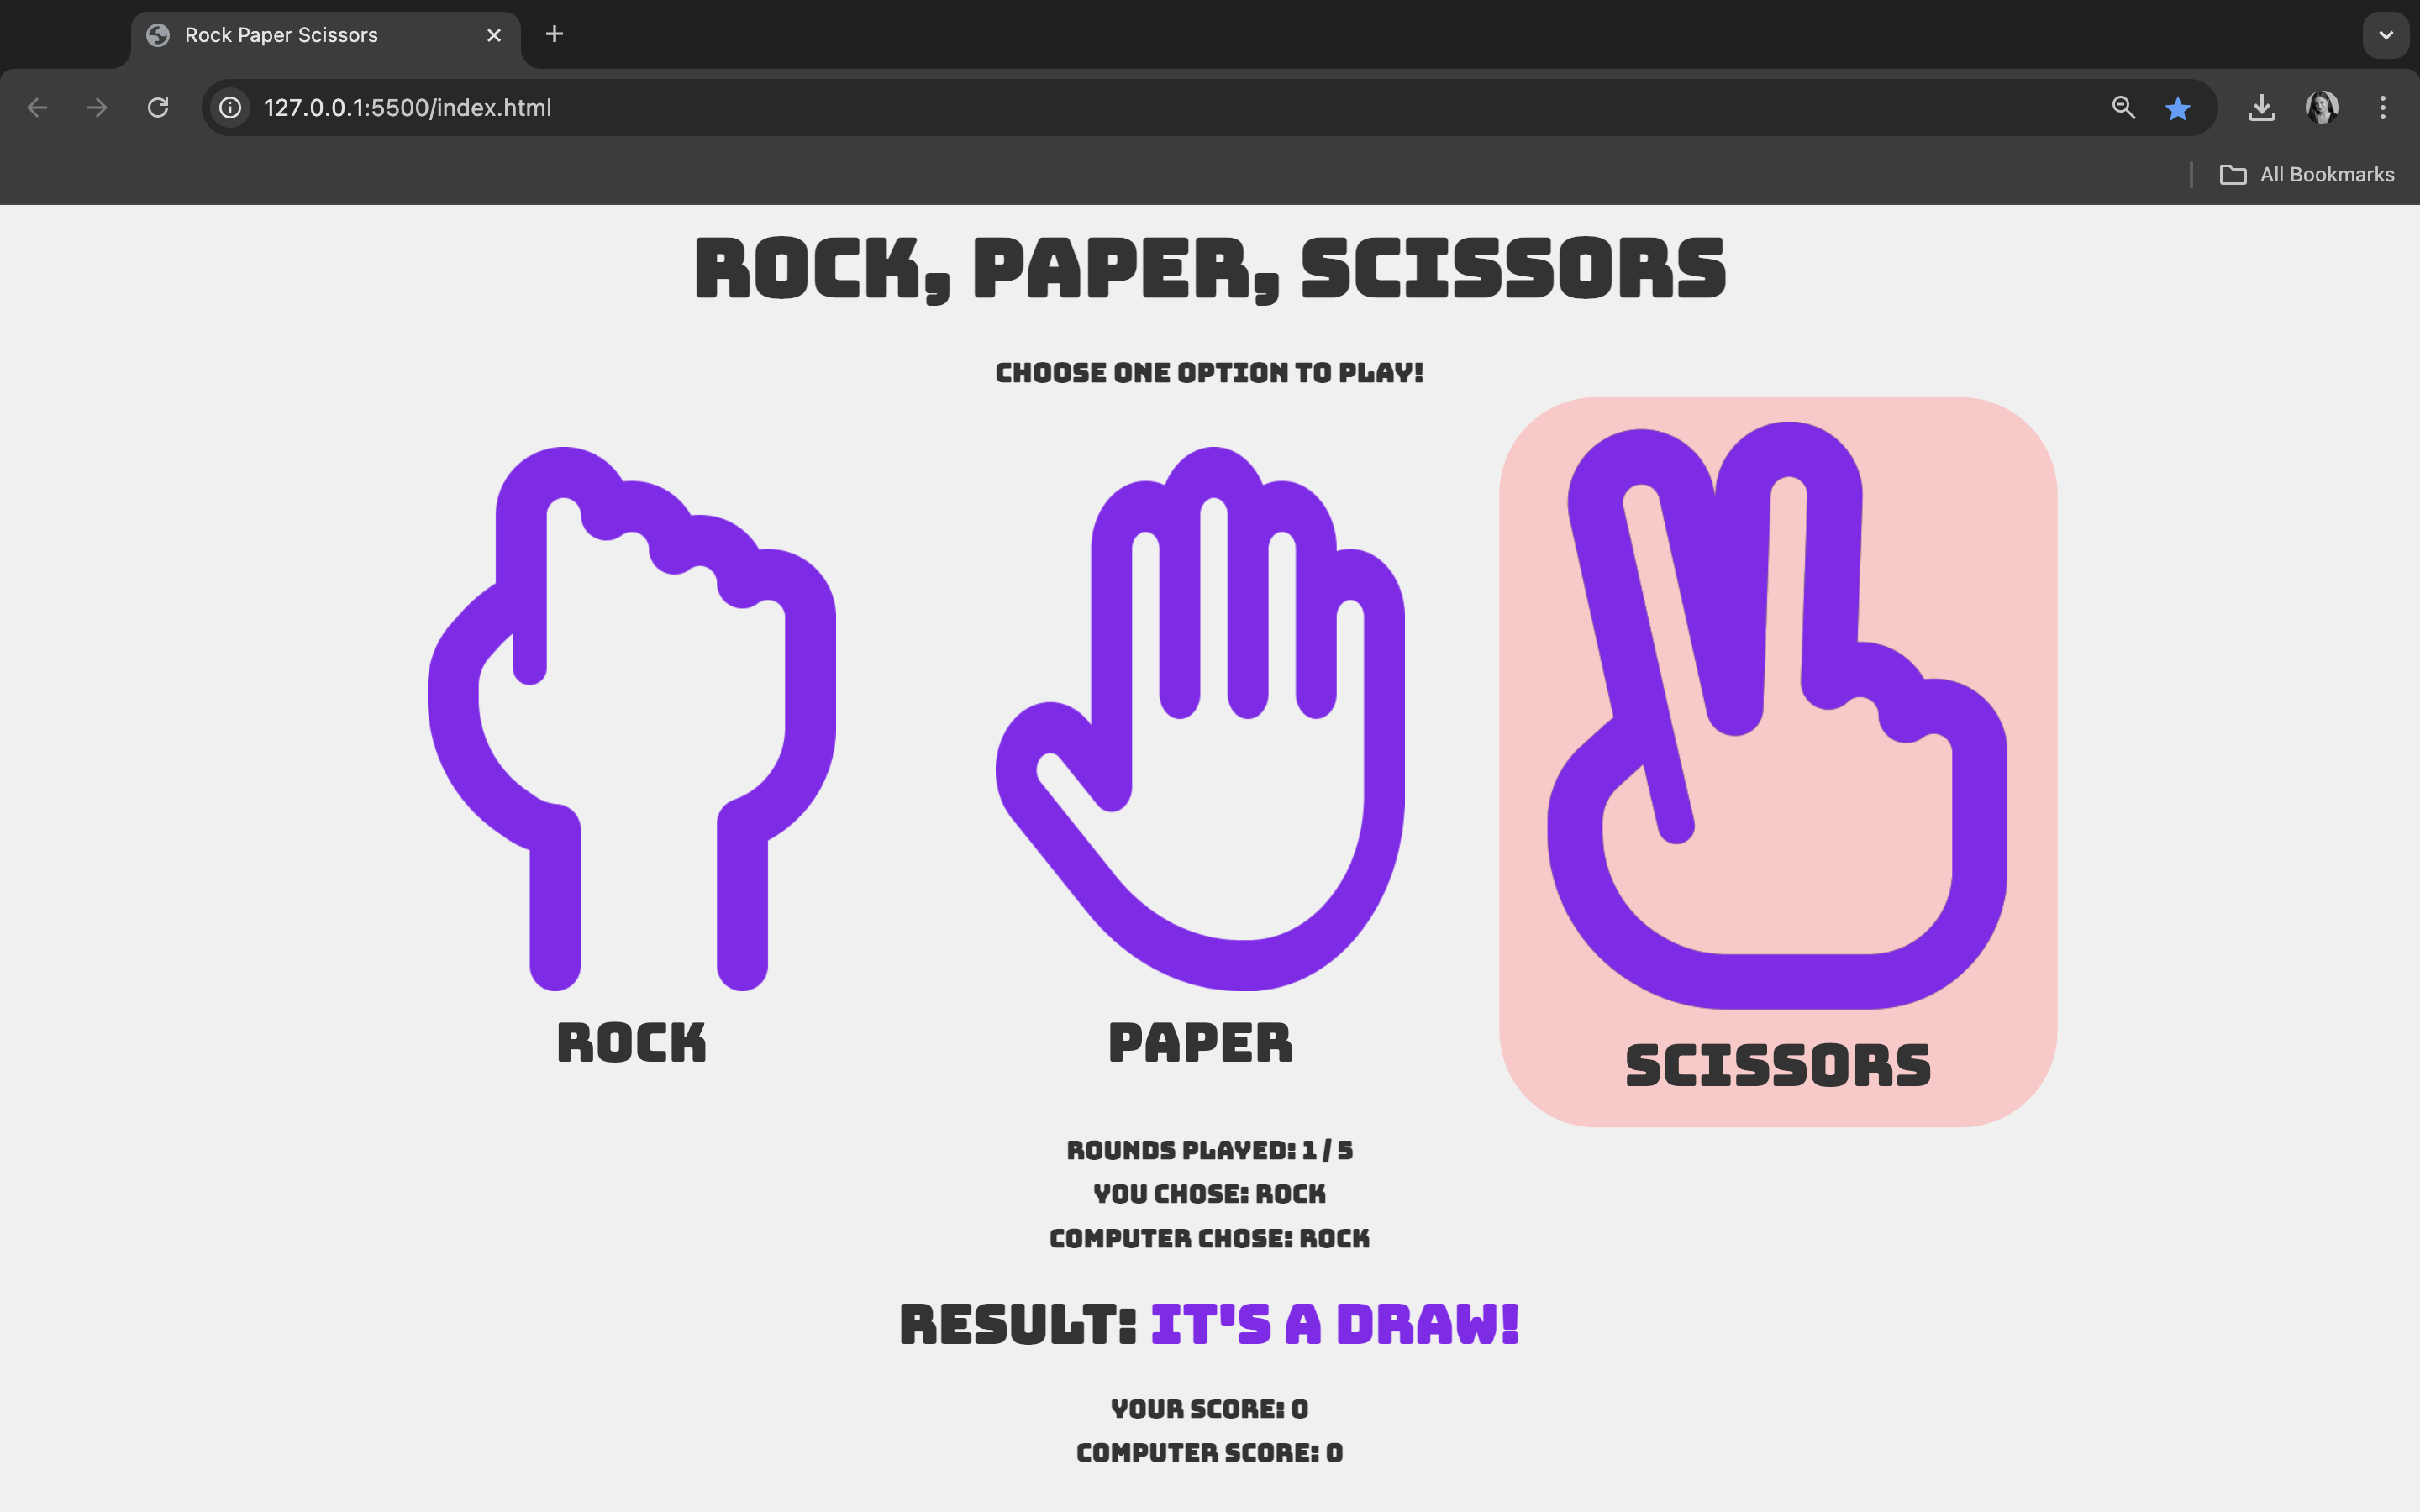 Rock Paper Scissors
127.0.0.1:5500/index.html
All Bookmarks
ROCK, PAPER, SCISSORS
CHOOSE ONE OPTION TO PLAY!
ROCK
PAPER
SCISSORS
ROUNDS PLAYED: 1 / 5
YOU CHOSE: ROCK
COMPUTER CHOSE: ROCK
RESULT: IT'S A DRAW!
YOUR SCORE: 0
COMPUTER SCORE: 0